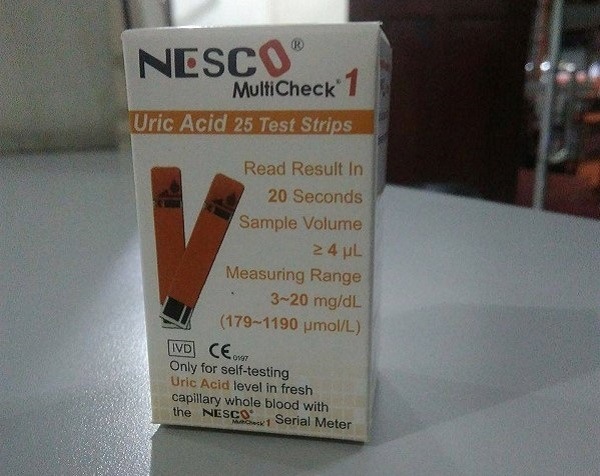 NESCO®
MultiCheck® 1
Uric Acid 25 Test Strips
Read Result In
20 Seconds
Sample Volume
≥ 4 µL
Measuring Range
3~20 mg/dL
(179~1190 µmol/L)
IVD CE 0197
Only for self-testing
Uric Acid level in fresh
capillary whole blood with
the NESCO® MultiCheck® 1 Serial Meter